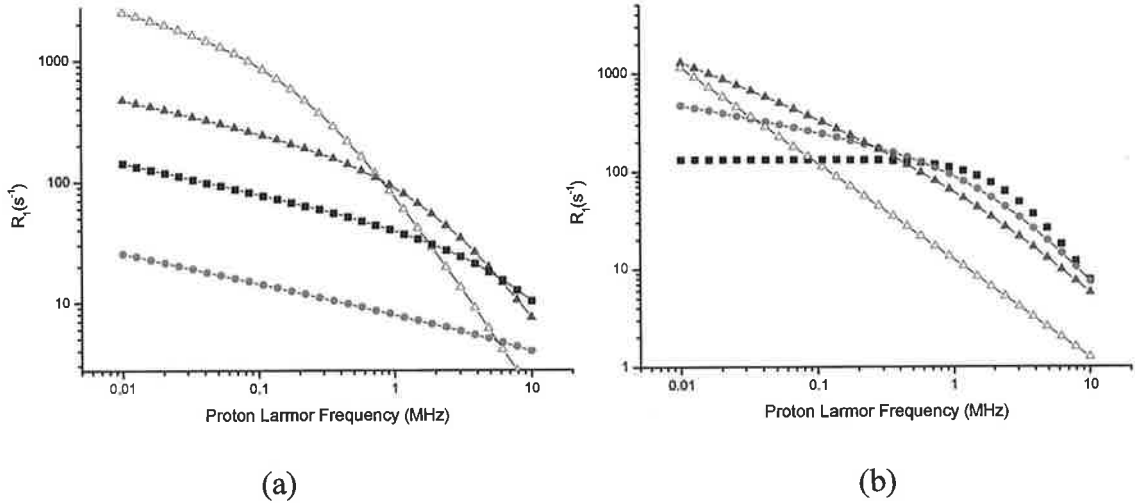 1000
100
10
R₁(s⁻¹)
0,01 0,1 1 10
Proton Larmor Frequency (MHz)
(a)
1000
100
10
1
R₁(s⁻¹)
0.01 0.1 1 10
Proton Larmor Frequency (MHz)
(b)